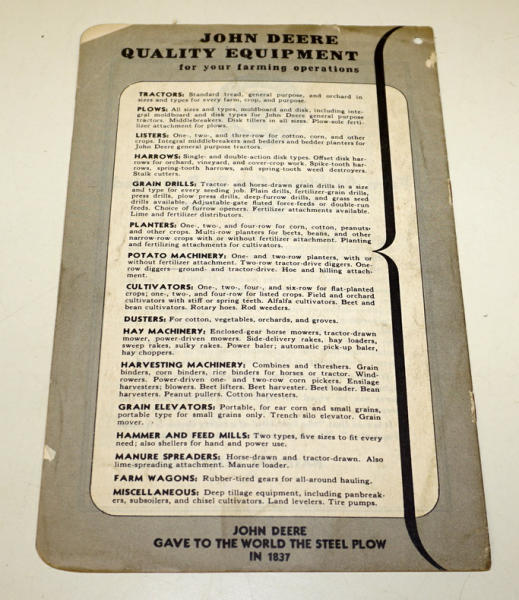 JOHN DEERE
QUALITY EQUIPMENT
for your farming operations
TRACTORS: Standard tread, general purpose, and orchard in
sizes and types for every farm, crop, and purpose.
PLOWS: All sizes and types, moldboard and disk, including inte-
gral moldboard and disk types for John Deere general purpose
tractors. Middlebreakers. Disk tillers in all sizes. Plow-sole ferti-
lizer attachment for plows.
LISTERS: One-, two-, and three-row for cotton, corn, and other
crops. Integral middlebreakers and bedders and bedder planters for
John Deere general purpose tractors.
HARROWS: Single- and double-action disk types. Offset disk har-
rows for orchard, vineyard, and cover-crop work. Spike-tooth har-
rows, spring-tooth harrows, and spring-tooth weed destroyers.
Stalk cutters.
GRAIN DRILLS: Tractor- and horse-drawn grain drills in a size
and type for every seeding job. Plain drills, fertilizer-grain drills,
press drills, plow press drills, deep-furrow drills, and grass seed
drills available. Adjustable-gate fluted force-feeds or double-run
feeds. Choice of furrow openers. Fertilizer attachments available.
Lime and fertilizer distributors.
PLANTERS: One-, two-, and four-row for corn, cotton, peanuts-
and other crops. Multi-row planters for beets, beans, and other
narrow-row crops with or without fertilizer attachment. Planting
and fertilizing attachments for cultivators.
POTATO MACHINERY: One- and two-row planters, with or
without fertilizer attachment. Two-row tractor-drive diggers. One-
row diggers—ground- and tractor-drive. Hoe and hilling attach-
ment.
CULTIVATORS: One-, two-, four-, and six-row for flat-planted
crops; one-, two-, and four-row for listed crops. Field and orchard
cultivators with stiff or spring teeth. Alfalfa cultivators. Beet and
bean cultivators. Rotary hoes. Rod weeders.
DUSTERS: For cotton, vegetables, orchards, and groves.
HAY MACHINERY: Enclosed-gear horse mowers, tractor-drawn
mower, power-driven mowers. Side-delivery rakes, hay loaders,
sweep rakes, sulky rakes. Power baler; automatic pick-up baler,
hay choppers.
HARVESTING MACHINERY: Combines and threshers. Grain
binders, corn binders, rice binders for horses or tractor. Wind-
rowers. Power-driven one- and two-row corn pickers. Ensilage
harvesters; blowers. Beet lifters. Beet harvester. Beet loader. Bean
harvesters. Peanut pullers. Cotton harvesters.
GRAIN ELEVATORS: Portable, for ear corn and small grains,
portable type for small grains only. Trench silo elevator. Grain
mover.
HAMMER AND FEED MILLS: Two types, five sizes to fit every
need; also shellers for hand and power use.
MANURE SPREADERS: Horse-drawn and tractor-drawn. Also
lime-spreading attachment. Manure loader.
FARM WAGONS: Rubber-tired gears for all-around hauling.
MISCELLANEOUS: Deep tillage equipment, including panbreak-
ers, subsoilers, and chisel cultivators. Land levelers. Tire pumps.
JOHN DEERE
GAVE TO THE WORLD THE STEEL PLOW
IN 1837